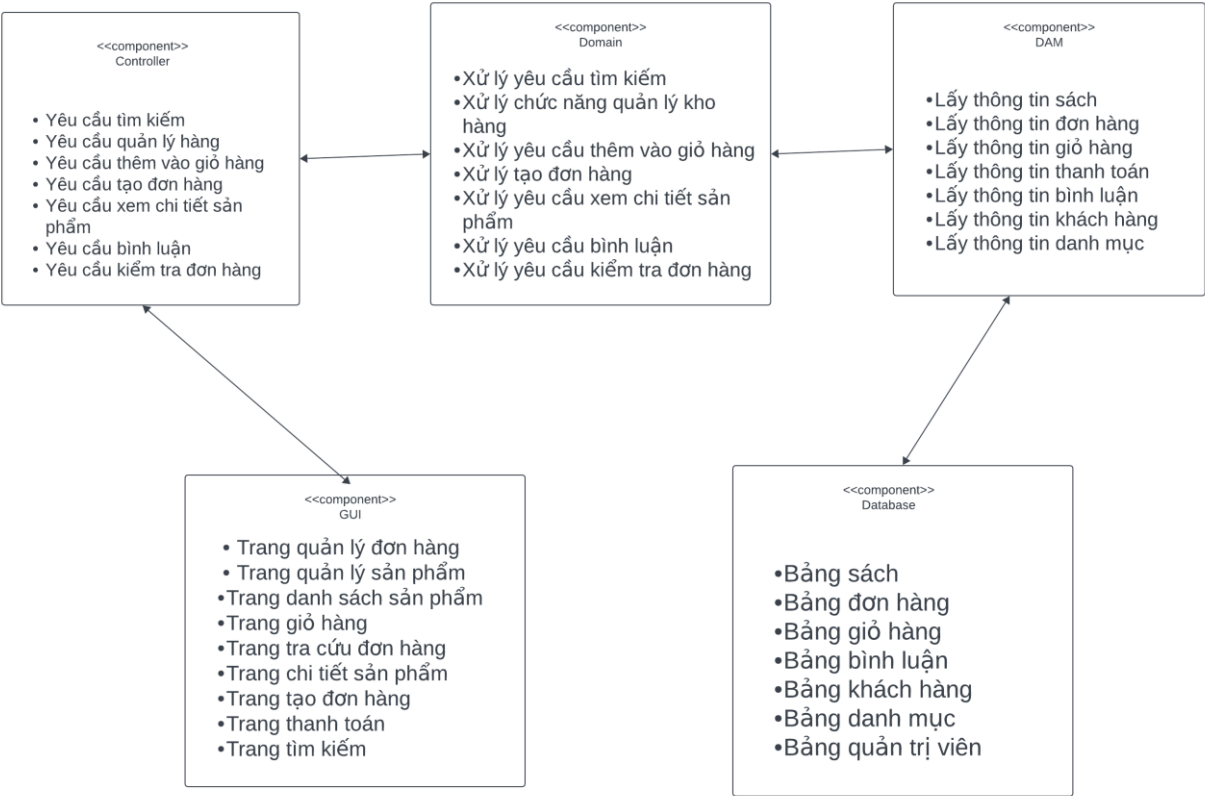 <<component>>
Controller
• Yêu cầu tìm kiếm
• Yêu cầu quản lý hàng
• Yêu cầu thêm vào giỏ hàng
• Yêu cầu tạo đơn hàng
• Yêu cầu xem chi tiết sản
phẩm
• Yêu cầu bình luận
• Yêu cầu kiểm tra đơn hàng
<<component>>
Domain
•Xử lý yêu cầu tìm kiếm
•Xử lý chức năng quản lý kho
hàng
•Xử lý yêu cầu thêm vào giỏ hàng
•Xử lý tạo đơn hàng
•Xử lý yêu cầu xem chi tiết sản
phẩm
•Xử lý yêu cầu bình luận
•Xử lý yêu cầu kiểm tra đơn hàng
<<component>>
DAM
•Lấy thông tin sách
•Lấy thông tin đơn hàng
•Lấy thông tin giỏ hàng
•Lấy thông tin thanh toán
•Lấy thông tin bình luận
•Lấy thông tin khách hàng
•Lấy thông tin danh mục
<<component>>
GUI
• Trang quản lý đơn hàng
• Trang quản lý sản phẩm
•Trang danh sách sản phẩm
•Trang giỏ hàng
•Trang tra cứu đơn hàng
•Trang chi tiết sản phẩm
•Trang tạo đơn hàng
•Trang thanh toán
•Trang tìm kiếm
<<component>>
Database
•Bảng sách
•Bảng đơn hàng
•Bảng giỏ hàng
•Bảng bình luận
•Bảng khách hàng
•Bảng danh mục
•Bảng quản trị viên